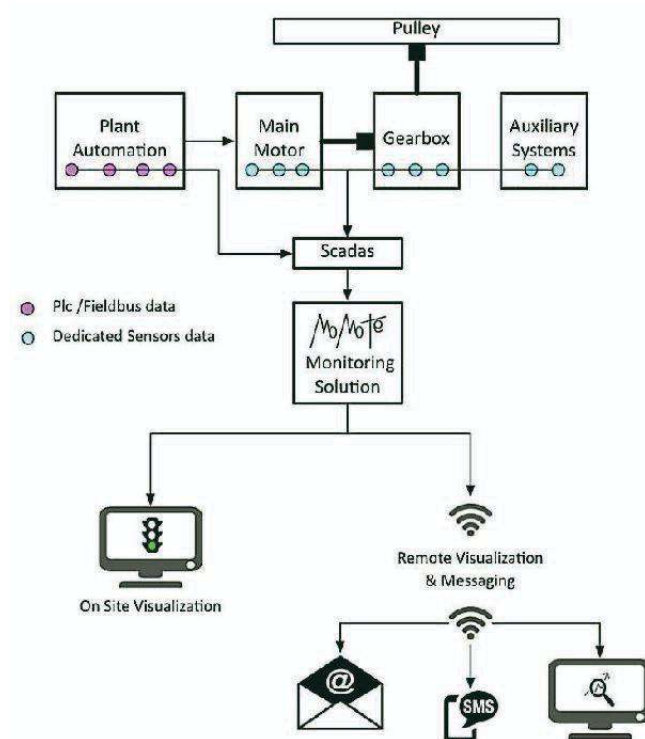 Pulley
Plant
Automation
Main
Motor
Gearbox
Auxiliary
Systems
Scadas
Plc /Fieldbus data
Dedicated Sensors data
MoMote
Monitoring
Solution
On Site Visualization
Remote Visualization
& Messaging
@
SMS